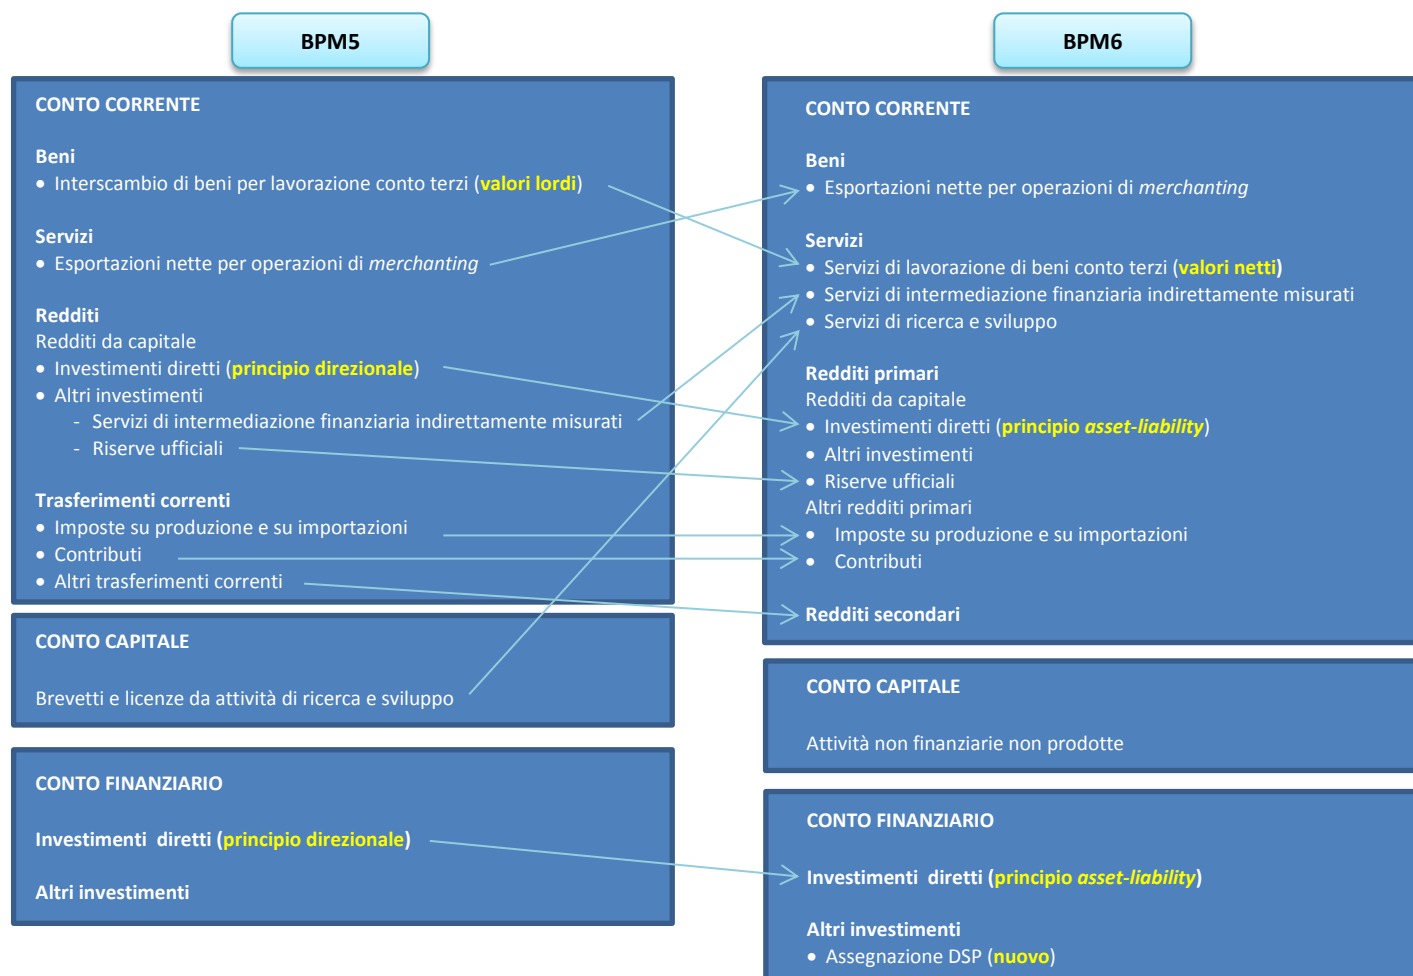 BPM5
CONTO CORRENTE
Beni
• Interscambio di beni per lavorazione conto terzi (valori lordi)
Servizi
• Esportazioni nette per operazioni di merchanting
Redditi
Redditi da capitale
• Investimenti diretti (principio direzionale)
• Altri investimenti
- Servizi di intermediazione finanziaria indirettamente misurati
- Riserve ufficiali
Trasferimenti correnti
• Imposte su produzione e su importazioni
• Contributi
• Altri trasferimenti correnti
CONTO CAPITALE
Brevetti e licenze da attività di ricerca e sviluppo
CONTO FINANZIARIO
Investimenti diretti (principio direzionale)
Altri investimenti
BPM6
CONTO CORRENTE
Beni
• Esportazioni nette per operazioni di merchanting
Servizi
• Servizi di lavorazione di beni conto terzi (valori netti)
• Servizi di intermediazione finanziaria indirettamente misurati
• Servizi di ricerca e sviluppo
Redditi primari
Redditi da capitale
• Investimenti diretti (principio asset-liability)
• Altri investimenti
• Riserve ufficiali
Altri redditi primari
• Imposte su produzione e su importazioni
• Contributi
Redditi secondari
CONTO CAPITALE
Attività non finanziarie non prodotte
CONTO FINANZIARIO
Investimenti diretti (principio asset-liability)
Altri investimenti
• Assegnazione DSP (nuovo)